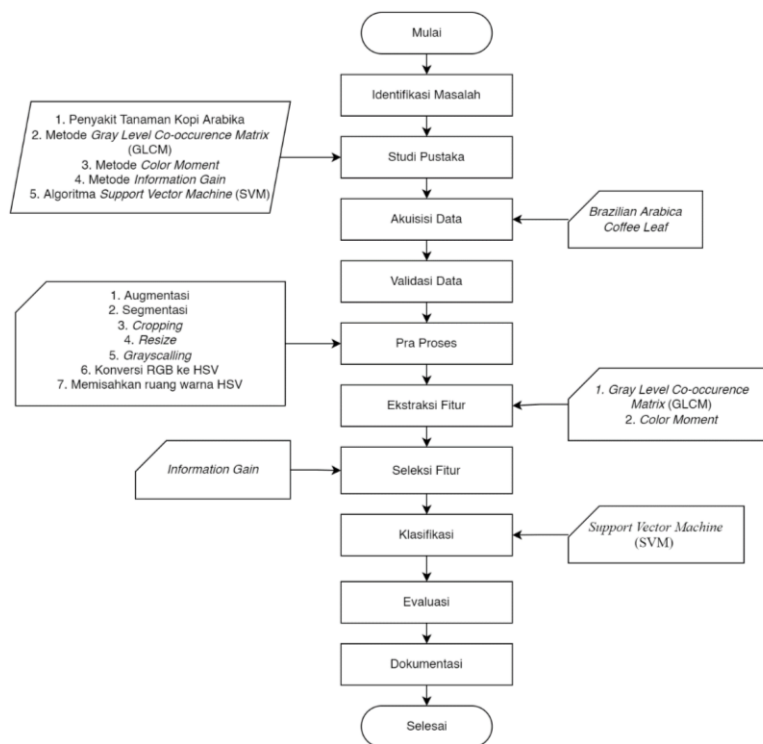 Mulai
Identifikasi Masalah
1. Penyakit Tanaman Kopi Arabika
2. Metode Gray Level Co-occurence Matrix
(GLCM)
3. Metode Color Moment
4. Metode Information Gain
5. Algoritma Support Vector Machine (SVM)
Studi Pustaka
Akuisisi Data
Brazilian Arabica
Coffee Leaf
Validasi Data
1. Augmentasi
2. Segmentasi
3. Cropping
4. Resize
5. Grayscalling
6. Konversi RGB ke HSV
7. Memisahkan ruang warna HSV
Pra Proses
Ekstraksi Fitur
1. Gray Level Co-occurence
Matrix (GLCM)
2. Color Moment
Information Gain
Seleksi Fitur
Klasifikasi
Support Vector Machine
(SVM)
Evaluasi
Dokumentasi
Selesai